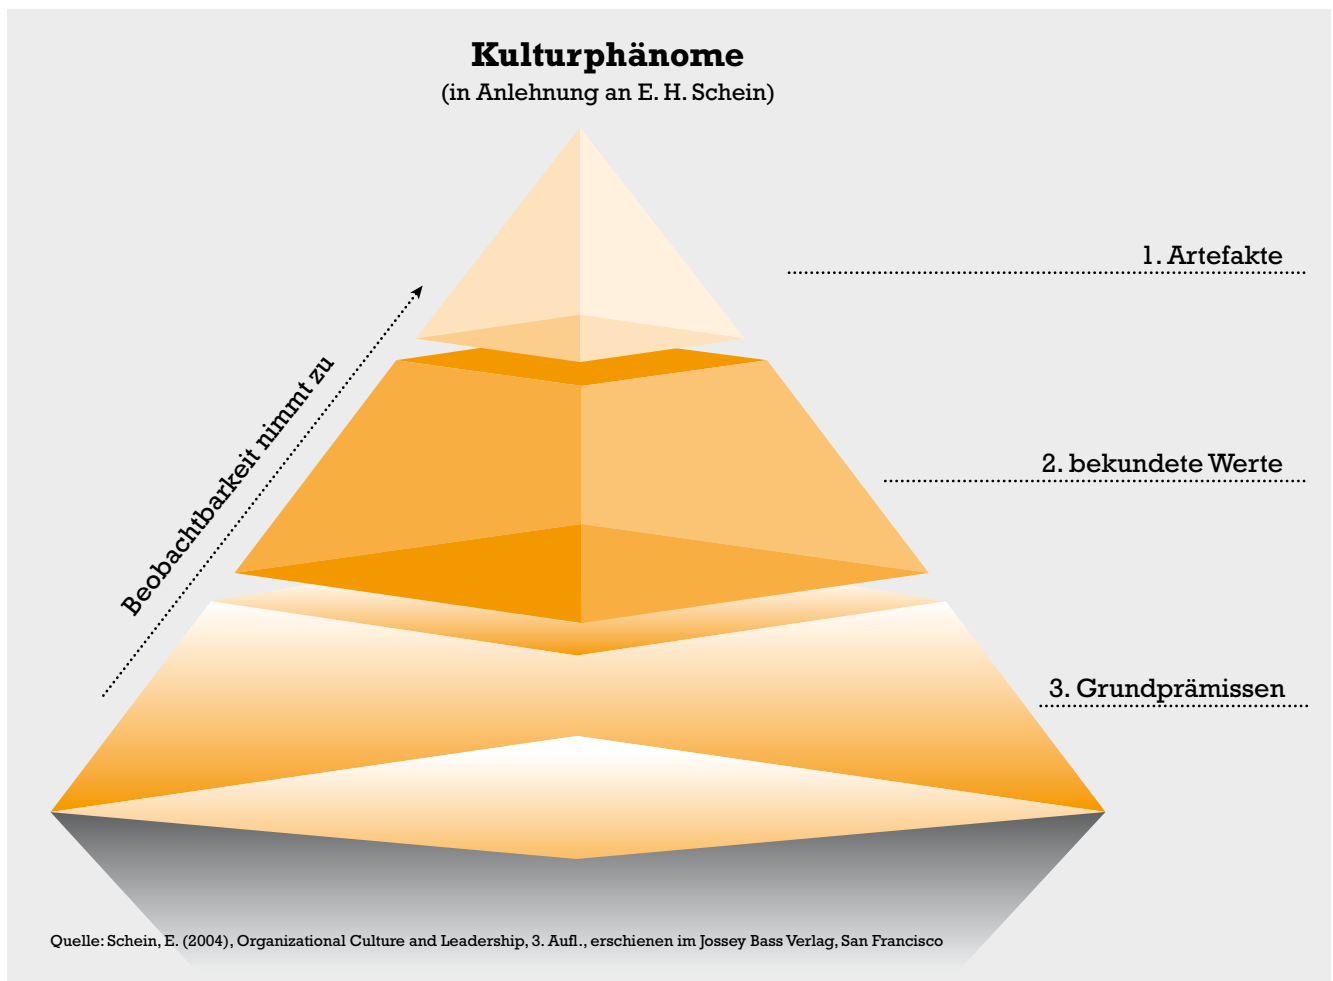 Kulturphänome
(in Anlehnung an E. H. Schein)
1. Artefakte
Beobachtbarkeit nimmt zu
2. bekundete Werte
3. Grundprämissen
Quelle: Schein, E. (2004), Organizational Culture and Leadership, 3. Aufl., erschienen im Jossey Bass Verlag, San Francisco